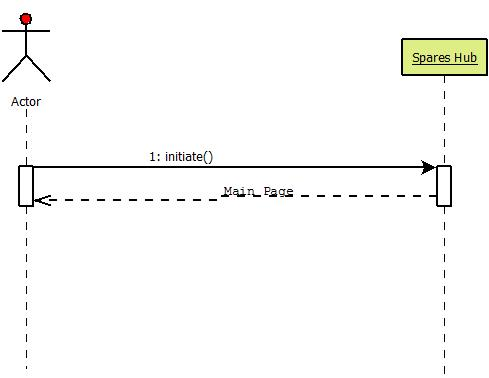 Spares Hub
Actor
1: initiate()
Main Page